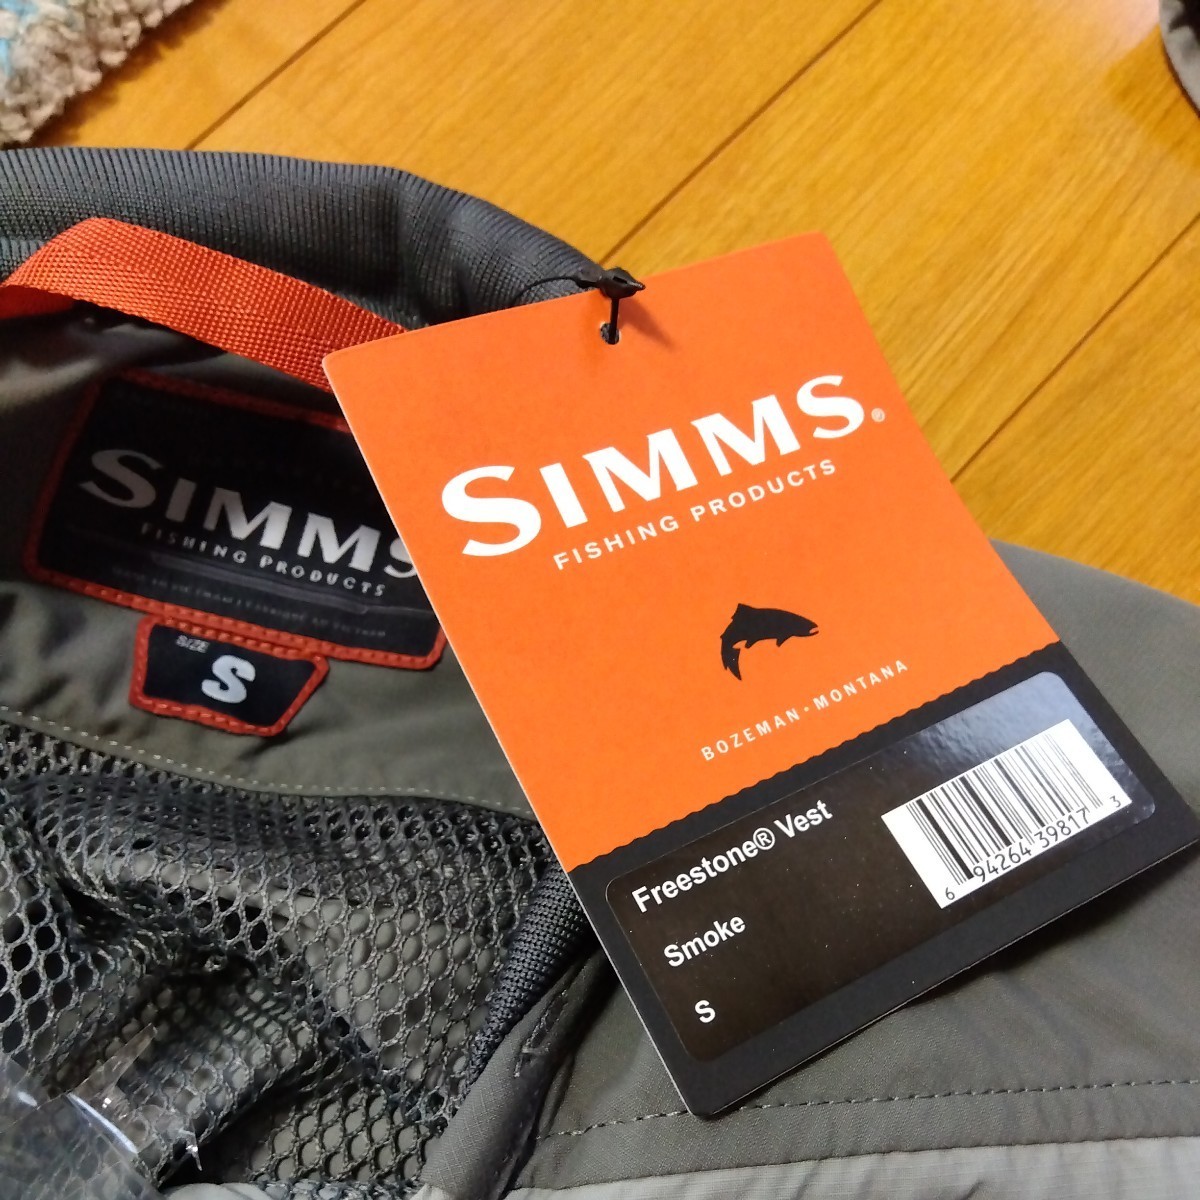 SIMMS®
FISHING PRODUCTS
BOZEMAN · MONTANA
Freestone® Vest
Smoke
S
6 94264 39817 3
SIMMS
FISHING PRODUCTS
SIZE
S